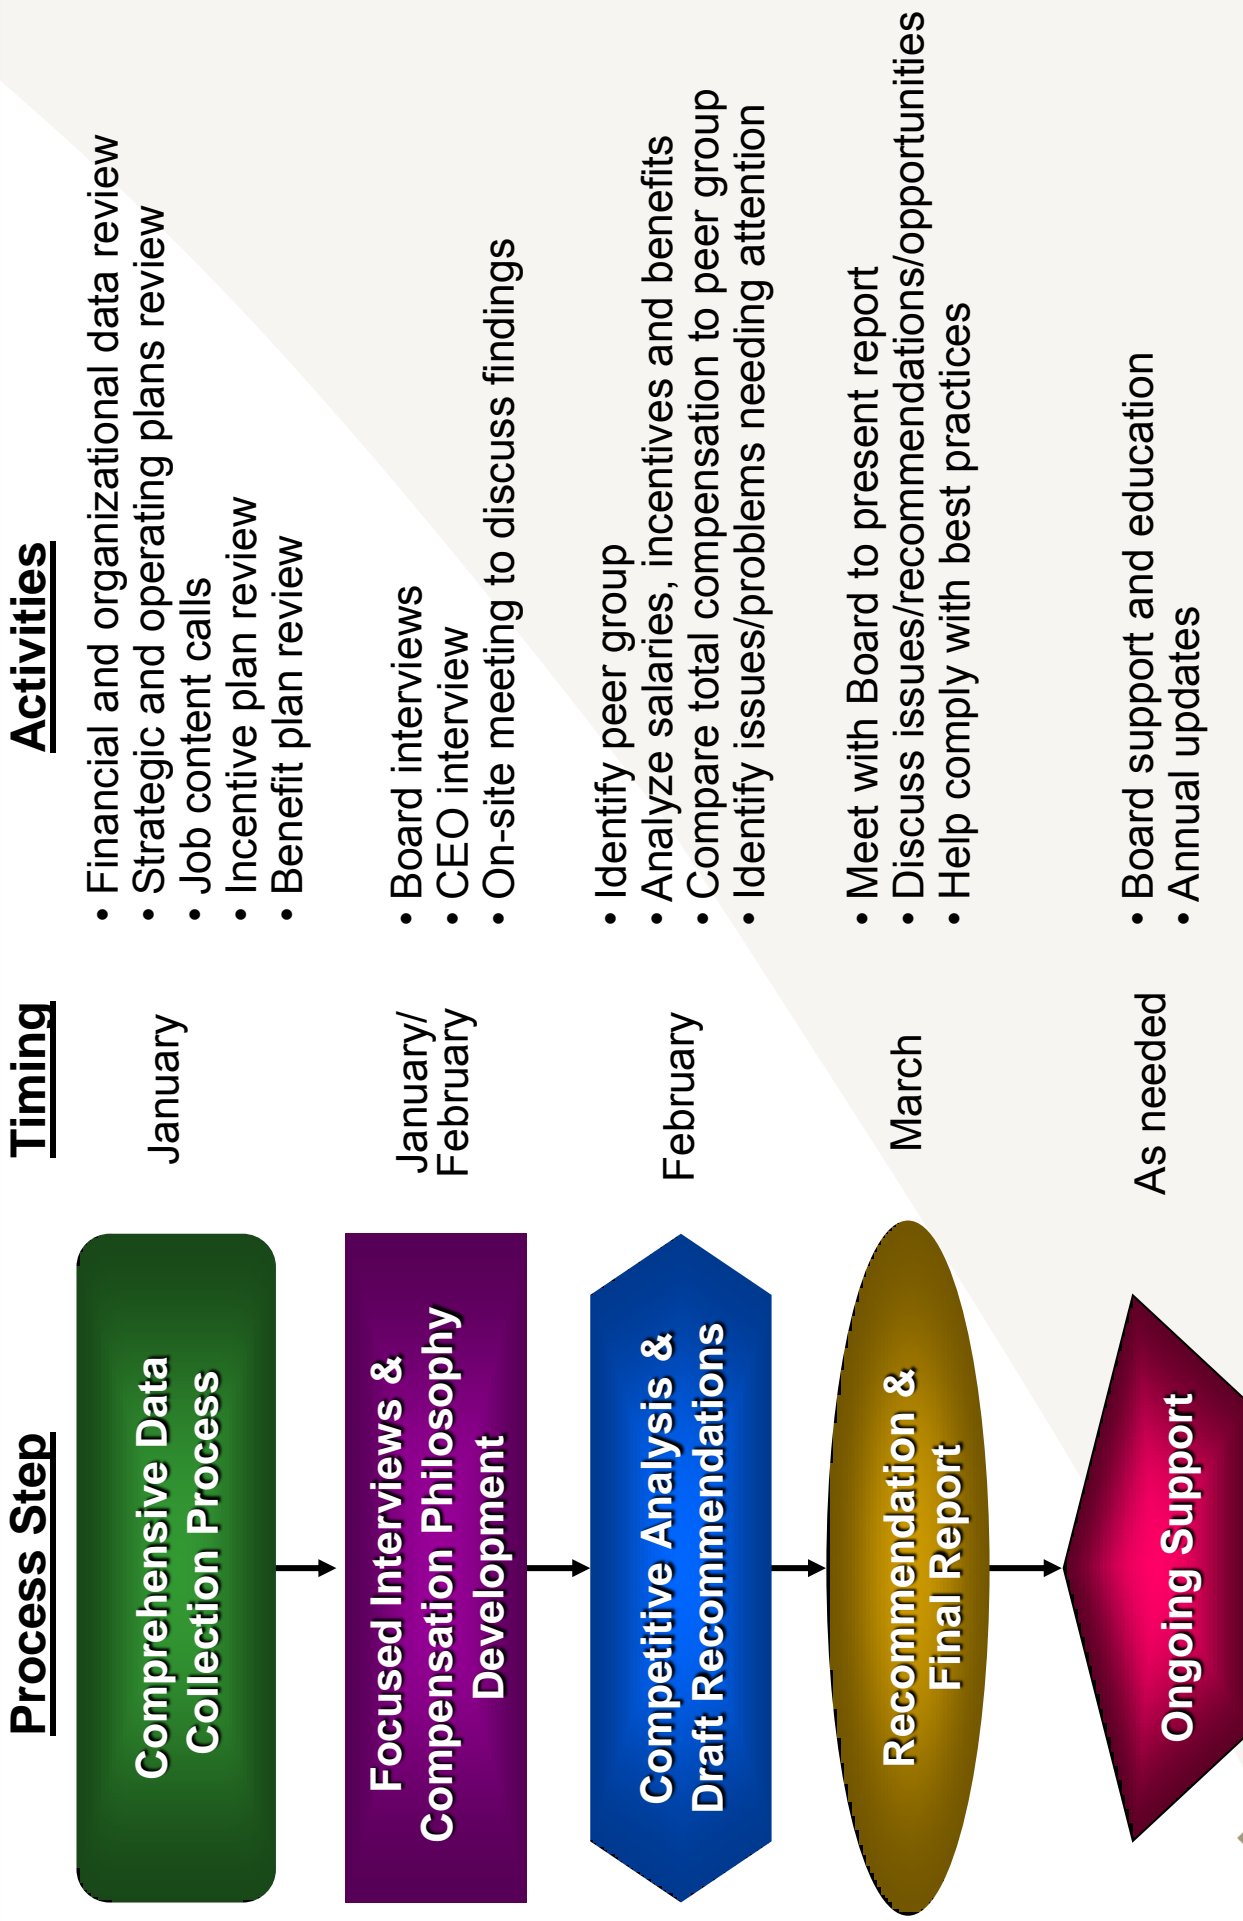 Process Step
Timing
Activities
Comprehensive Data
Collection Process
January
• Financial and organizational data review
• Strategic and operating plans review
• Job content calls
• Incentive plan review
• Benefit plan review
Focused Interviews &
Compensation Philosophy
Development
January/
February
• Board interviews
• CEO interview
• On-site meeting to discuss findings
Competitive Analysis &
Draft Recommendations
February
• Identify peer group
• Analyze salaries, incentives and benefits
• Compare total compensation to peer group
• Identify issues/problems needing attention
Recommendation &
Final Report
March
• Meet with Board to present report
• Discuss issues/recommendations/opportunities
• Help comply with best practices
Ongoing Support
As needed
• Board support and education
• Annual updates